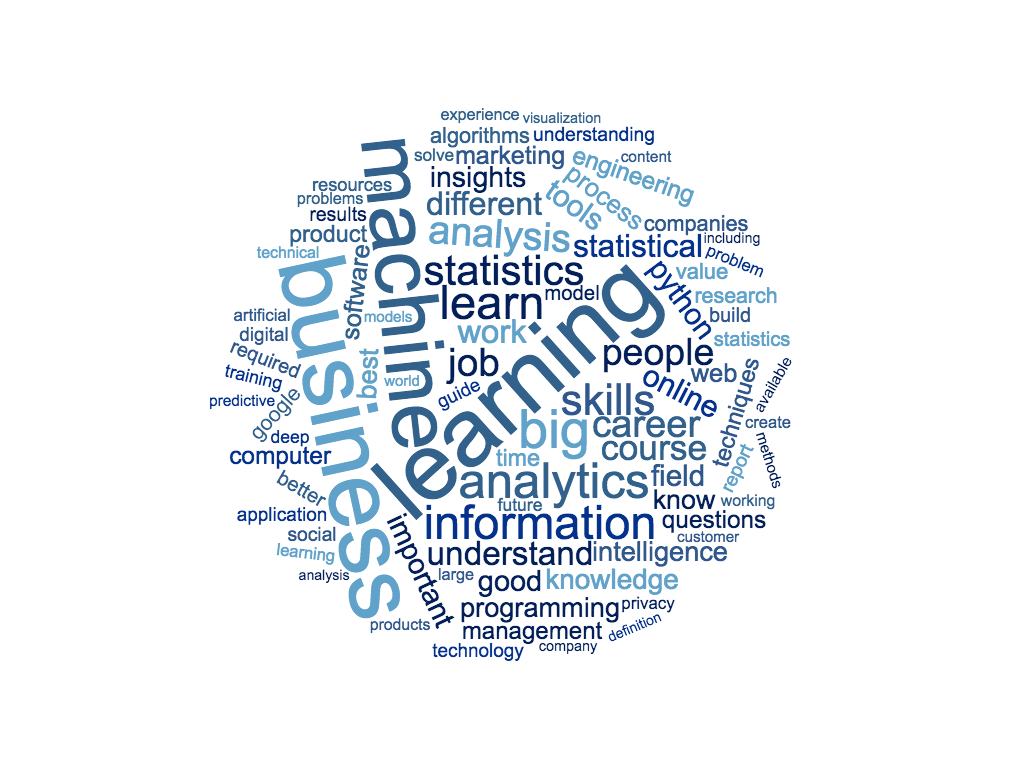 experience
visualization
algorithms
understanding
solve
marketing
engineering
content
machine
insights
process
resources
problems
different
tools
results
companies
product
analysis
statistical
including
technical
software
statistics
python
problem
business
learn
model
value
research
artificial
models
work
learning
build
digital
statistics
required
best
job
people
training
world
guide
online
web
techniques
available
predictive
google
skills
deep
big
career
create
computer
time
course
methods
better
analytics
field
report
future
know
working
application
important
information
questions
social
customer
learning
understand
intelligence
analysis
large
good
knowledge
programming
privacy
products
management
definition
technology
company